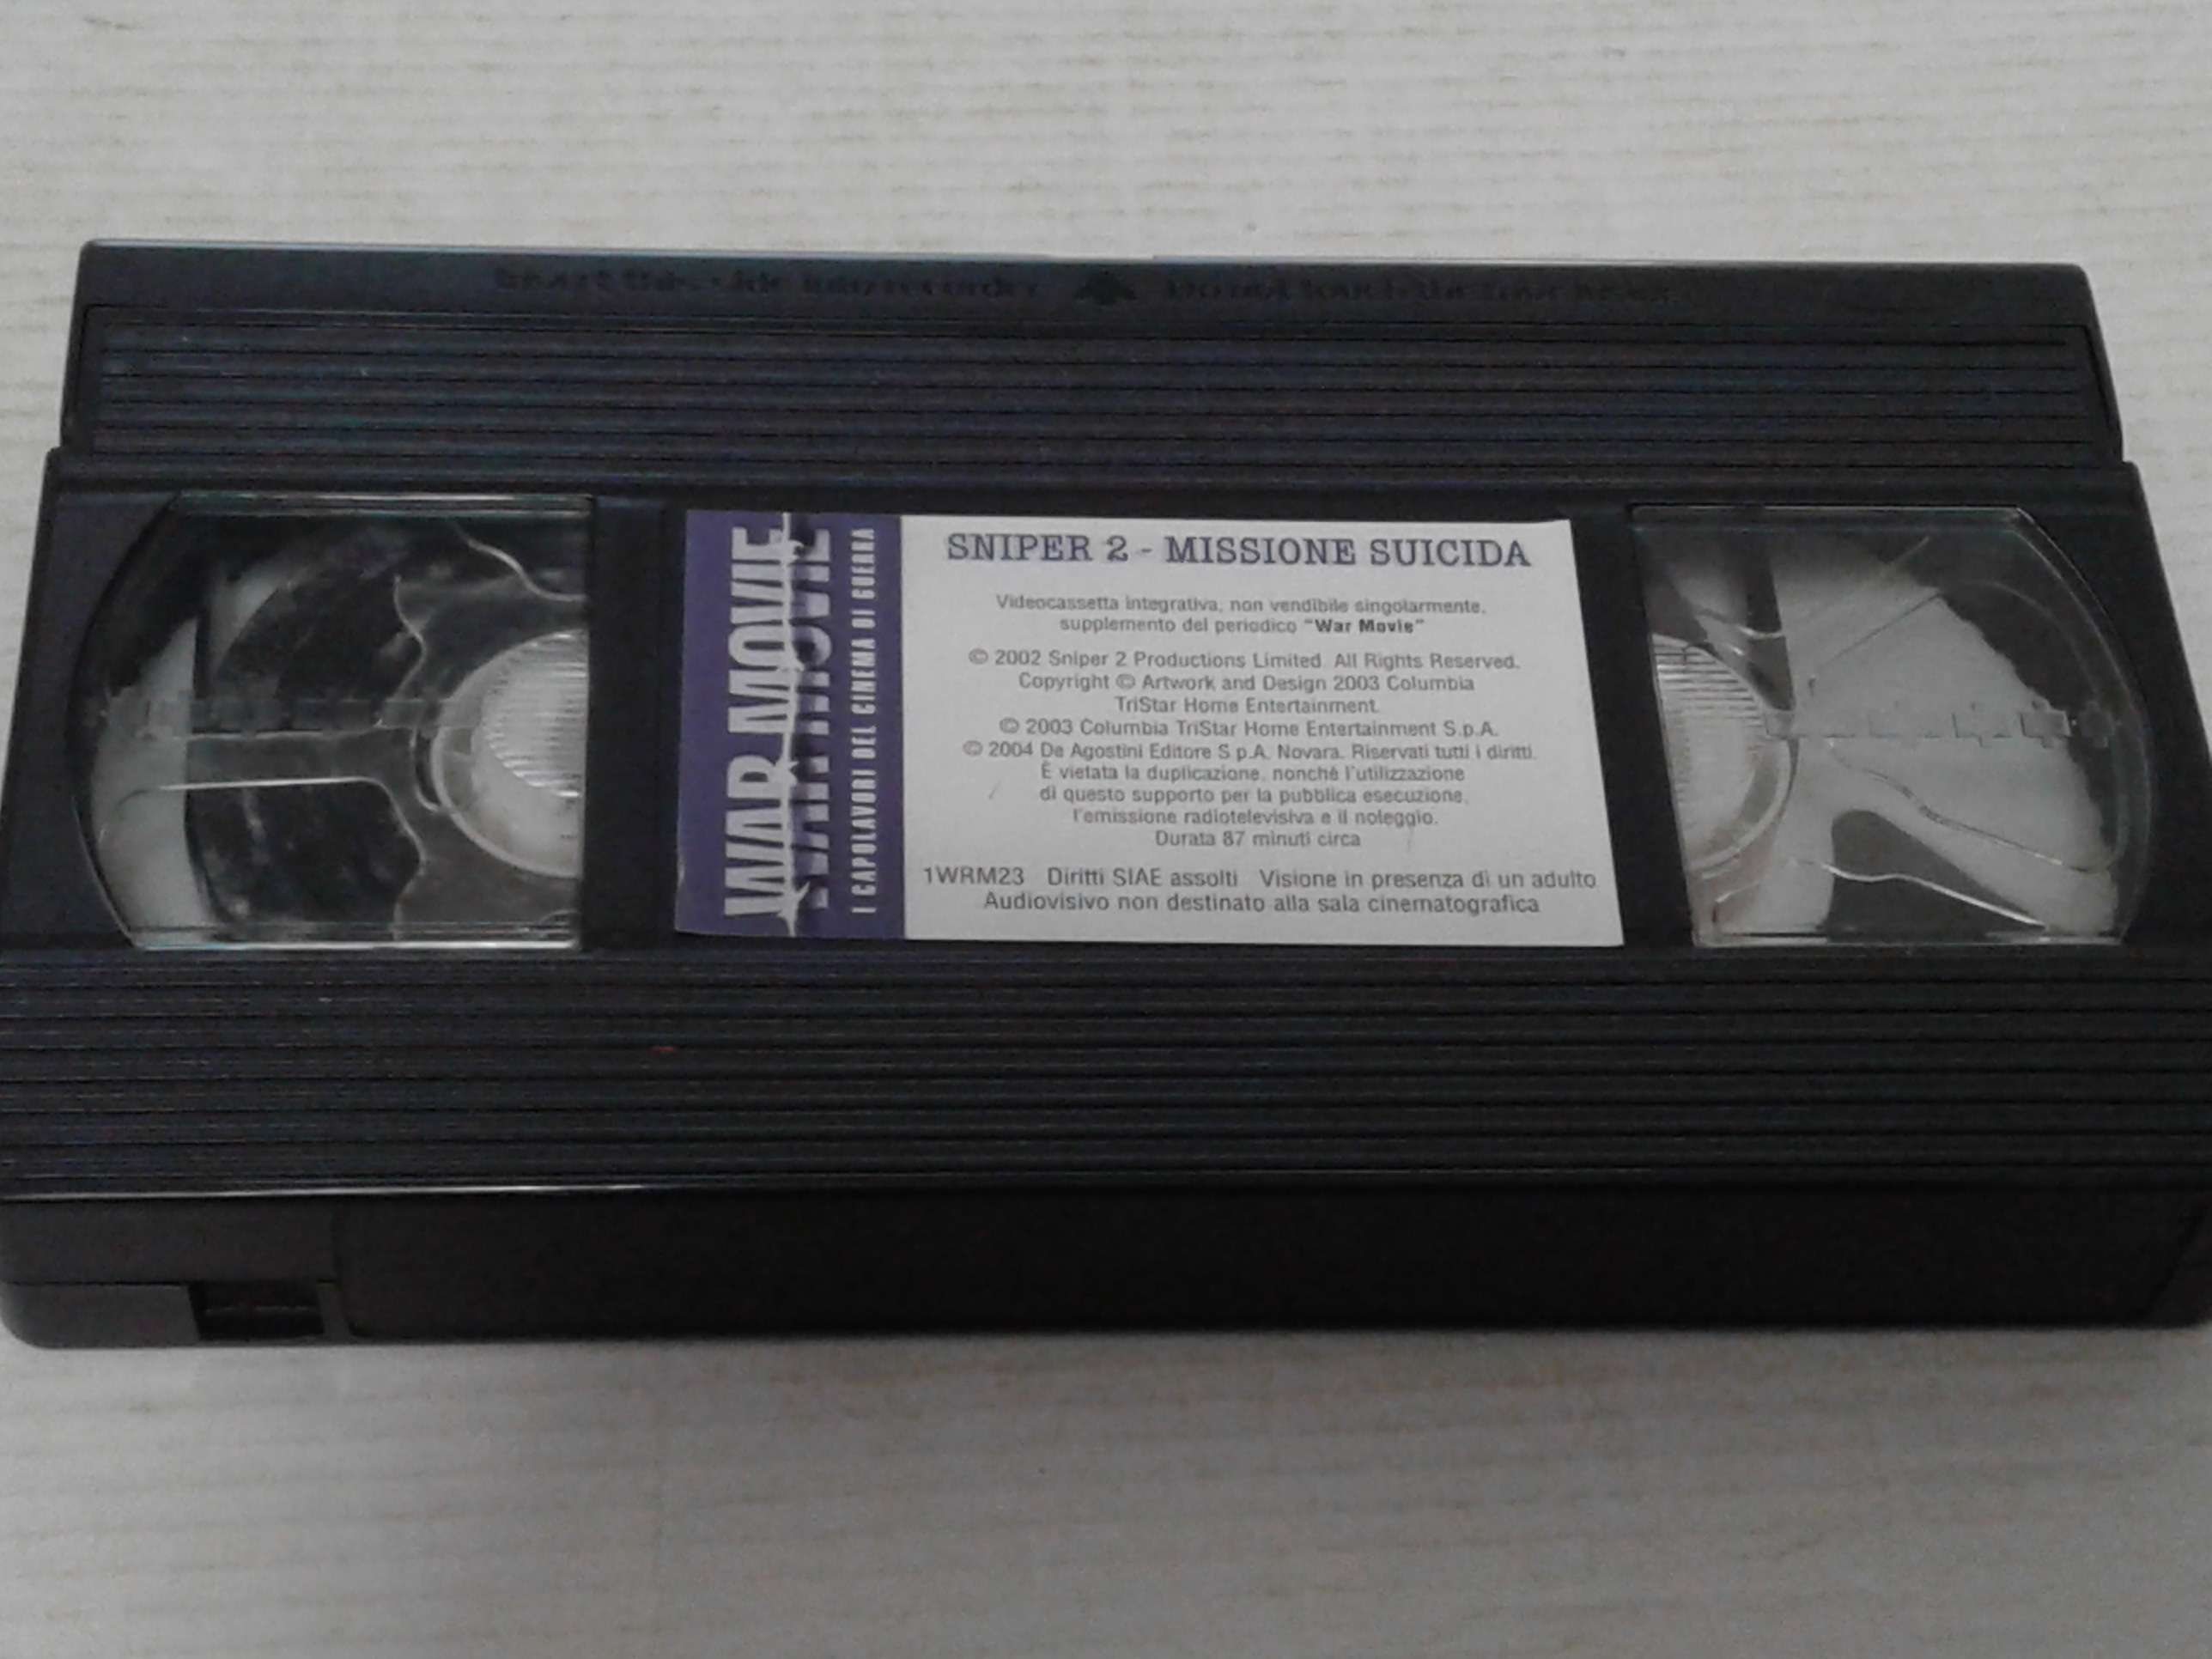 SNIPER 2 - MISSIONE SUICIDA
Videocassetta integrativa, non vendibile singolarmente,
supplemento del periodico "War Movie"
© 2002 Sniper 2 Productions Limited. All Rights Reserved.
Copyright © Artwork and Design 2003 Columbia
TriStar Home Entertainment.
© 2003 Columbia TriStar Home Entertainment S.p.A.
© 2004 De Agostini Editore S.p.A. Novara. Riservati tutti i diritti.
È vietata la duplicazione, nonchè l'utilizzazione
di questo supporto per la pubblica esecuzione,
l'emissione radiotelevisiva e il noleggio.
Durata 87 minuti circa
1WRM23 Diritti SIAE assolti Visione in presenza di un adulto
Audiovisivo non destinato alla sala cinematografica
WAR MOVIE
I CAPOLAVORI DEL CINEMA DI GUERRA